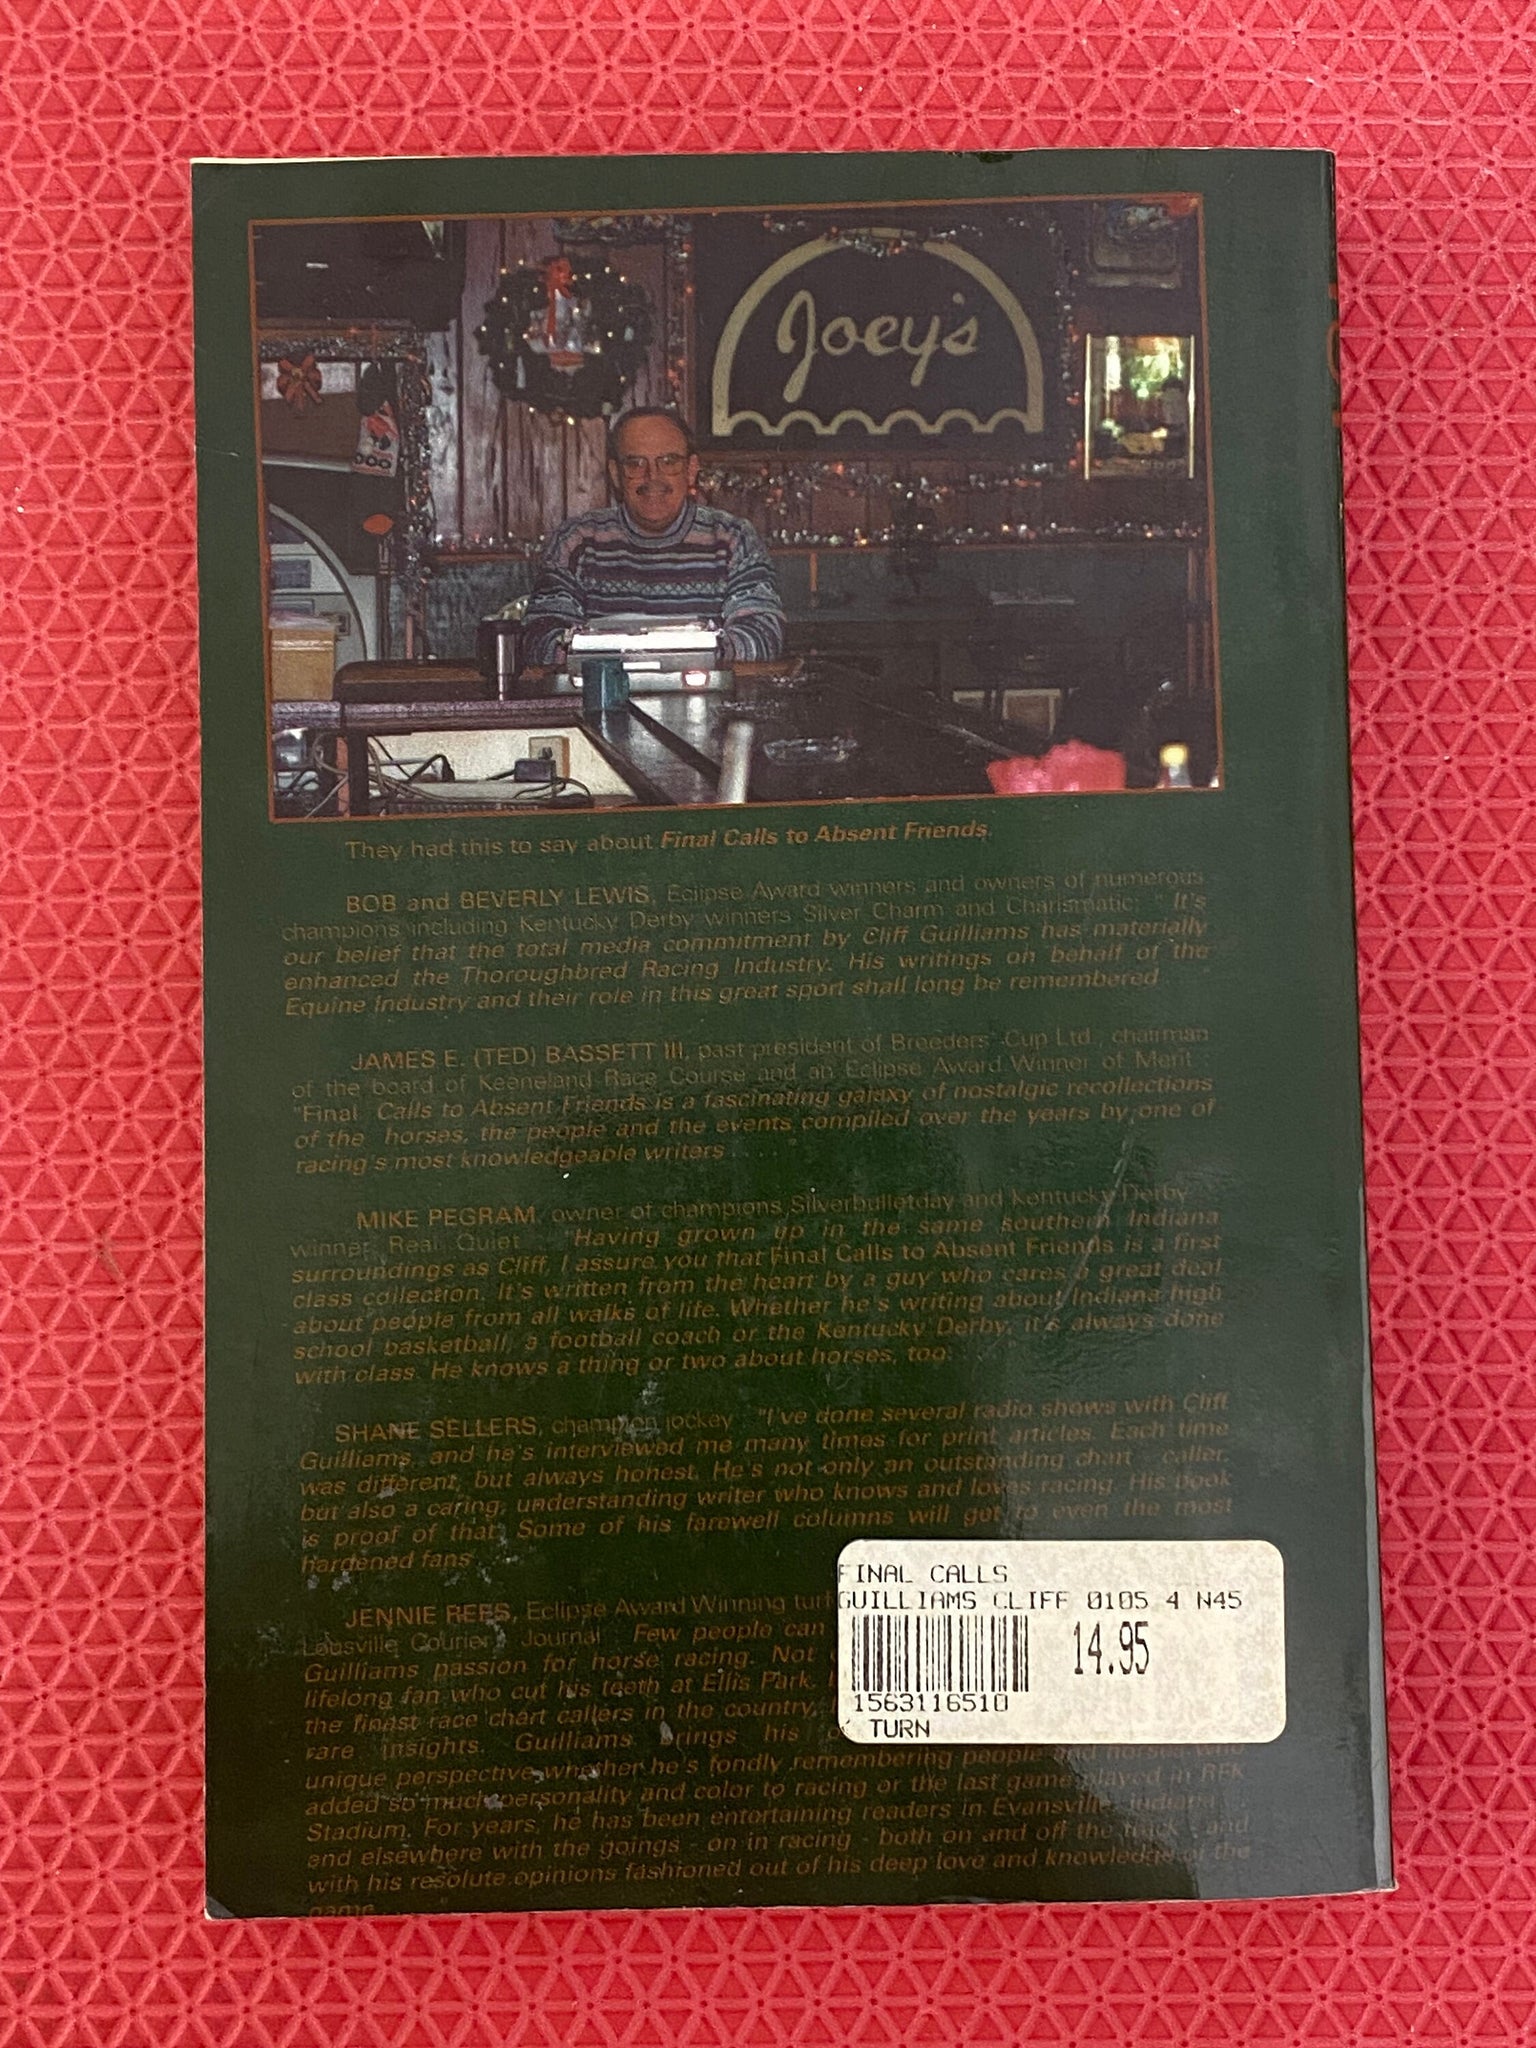 Joey's
They had this to say about Final Calls to Absent Friends.
BOB and BEVERLY LEWIS, Eclipse Award winners and owners of numerous
champions including Kentucky Derby winners Silver Charm and Charismatic; " It's
our belief that the total media commitment by Cliff Guilliams has materially
enhanced the Thoroughbred Racing Industry. His writings on behalf of the
Equine Industry and their role in this great sport shall long be remembered . "
JAMES E. (TED) BASSETT III, past president of Breeders' Cup Ltd., chairman
of the board of Keeneland Race Course and an Eclipse Award Winner of Merit :
"Final Calls to Absent Friends is a fascinating galaxy of nostalgic recollections
of the horses, the people and the events compiled over the years by one of
racing's most knowledgeable writers . . . .
MIKE PEGRAM, owner of champions Silverbulletday and Kentucky Derby
winner Real Quiet : "Having grown up in the same southern Indiana
surroundings as Cliff, I assure you that Final Calls to Absent Friends is a first
class collection. It's written from the heart by a guy who cares a great deal
about people from all walks of life. Whether he's writing about Indiana high
school basketball, a football coach or the Kentucky Derby, it's always done
with class. He knows a thing or two about horses, too.
SHANE SELLERS, champion jockey : "I've done several radio shows with Cliff
Guilliams, and he's interviewed me many times for print articles. Each time
was different, but always honest. He's not only an outstanding chart - caller,
but also a caring, understanding writer who knows and loves racing. His book
is proof of that. Some of his farewell columns will get to even the most
hardened fans".
JENNIE REES, Eclipse Award Winning turf
Louisville Courier - Journal : Few people can
Guilliams passion for horse racing. Not
lifelong fan who cut his teeth at Ellis Park,
the finest race chart callers in the country,
rare insights. Guilliams brings his
unique perspective whether he's fondly remembering people and horses who
added so much personality and color to racing or the last game played in RFK
Stadium. For years, he has been entertaining readers in Evansville, Indiana
and elsewhere with the goings - on in racing - both on and off the track - and
with his resolute opinions fashioned out of his deep love and knowledge of the
game . . . . "
FINAL CALLS
GUILLIAMS CLIFF 0105 4 N45
14.95
1563116510
TURN